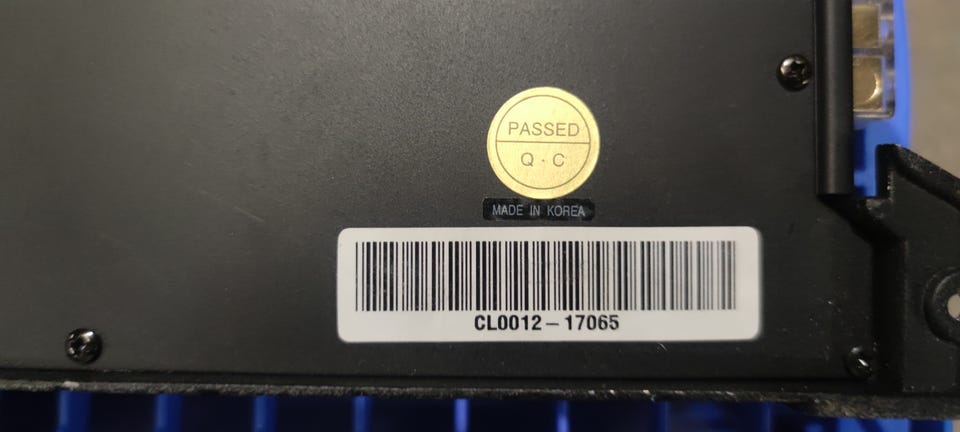 PASSED
Q · C
MADE IN KOREA
CL0012 – 17065